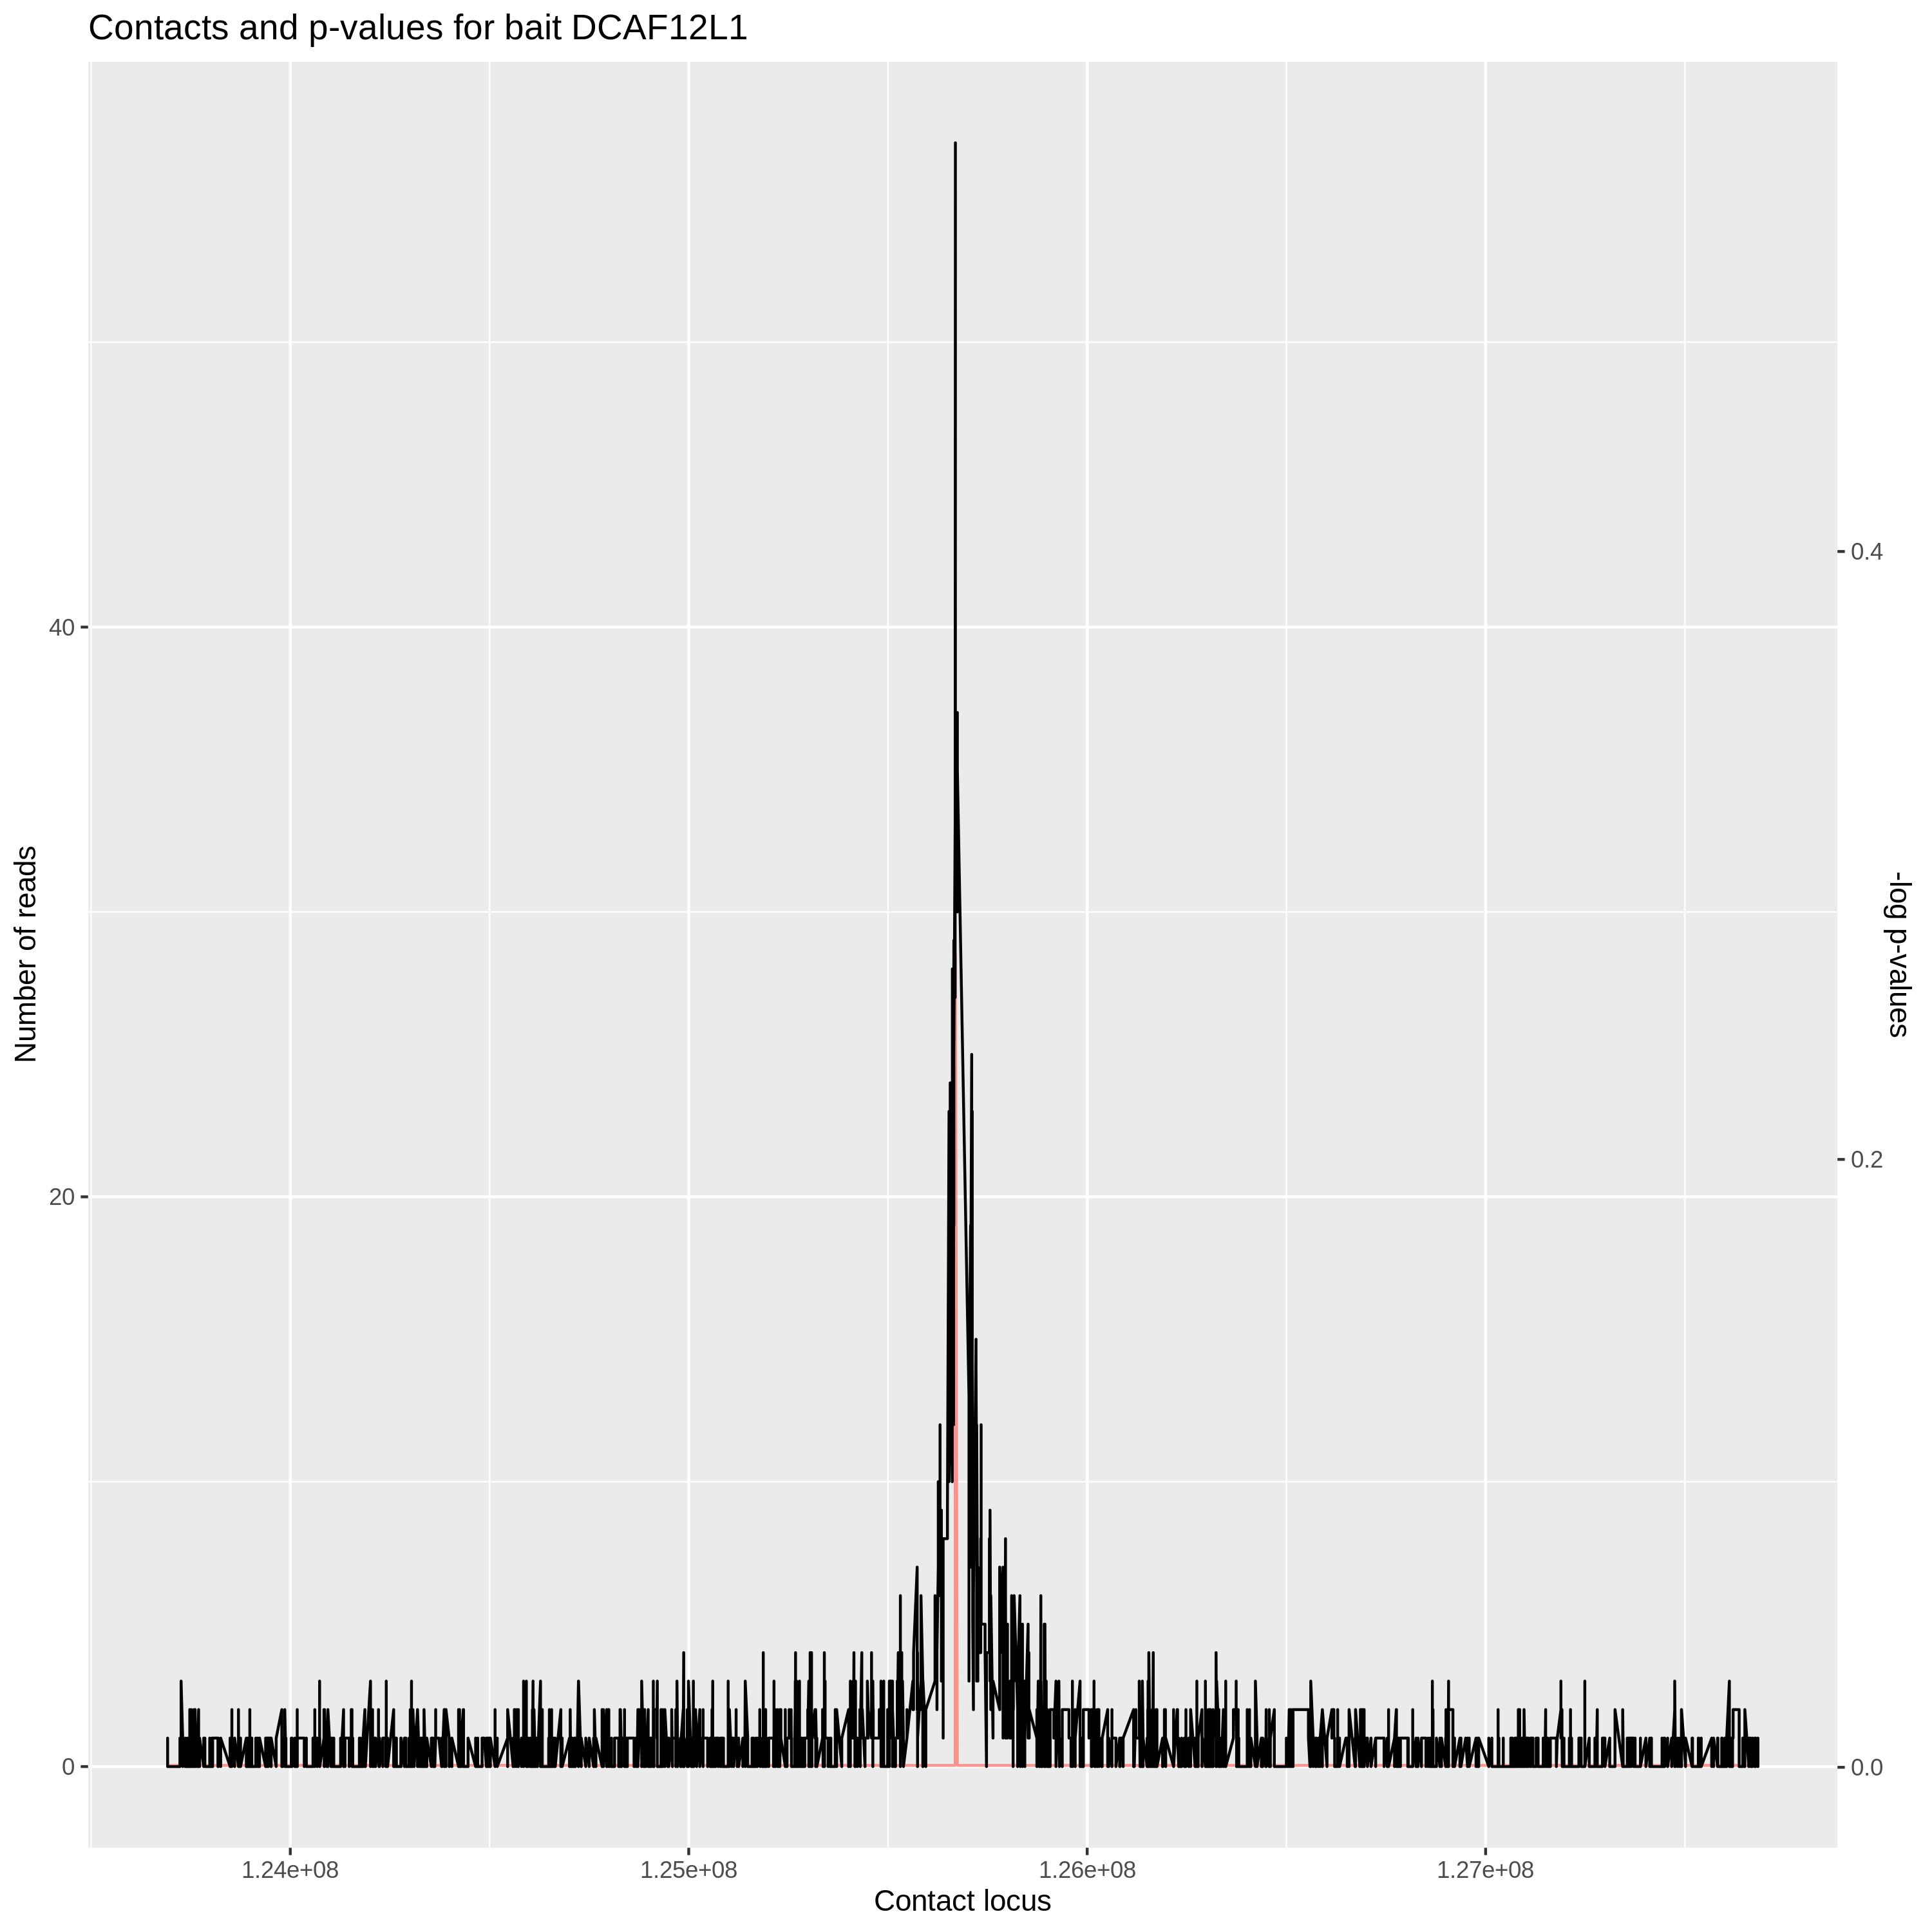 Contacts and p-values for bait DCAF12L1
Number of reads
40
20
0
-log p-values
0.4
0.2
0.0
1.24e+08
1.25e+08
1.26e+08
1.27e+08
Contact locus